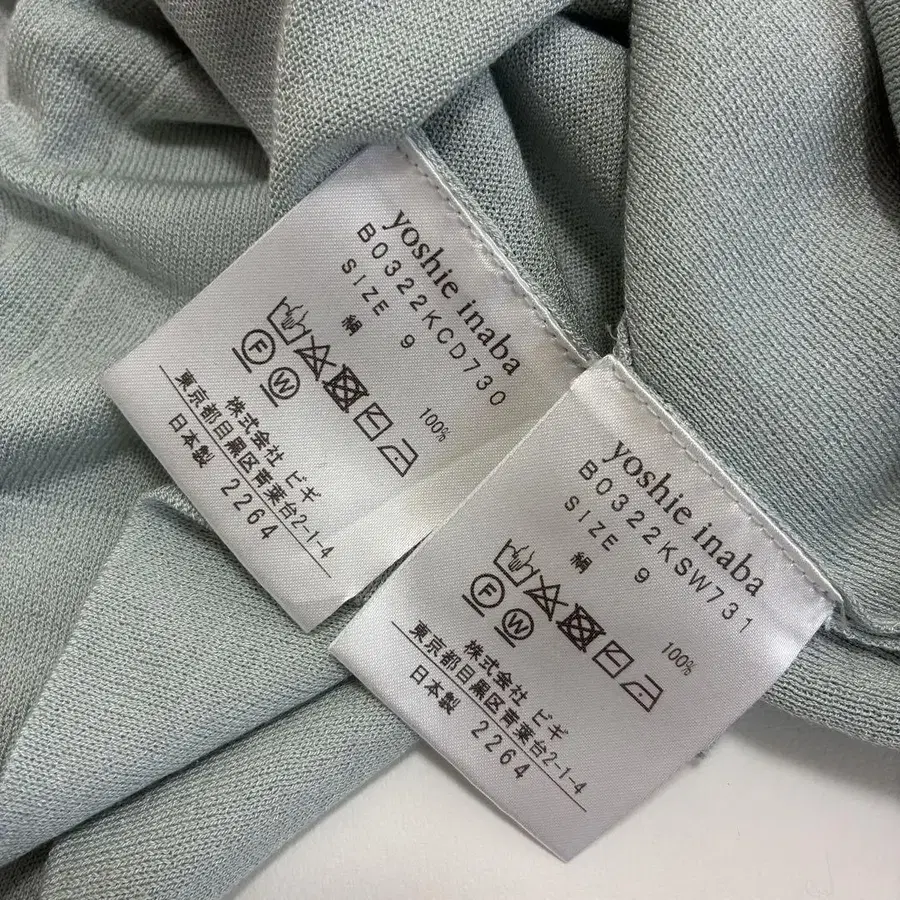 yoshie inaba
B0322KCD730
SIZE 9
絹 100%
F W
株式会社 ビギ
東京都目黒区青葉台2-1-4
日本製 2264
yoshie inaba
B0322KSW731
SIZE 9
絹 100%
F W
株式会社 ビギ
東京都目黒区青葉台2-1-4
日本製 2264